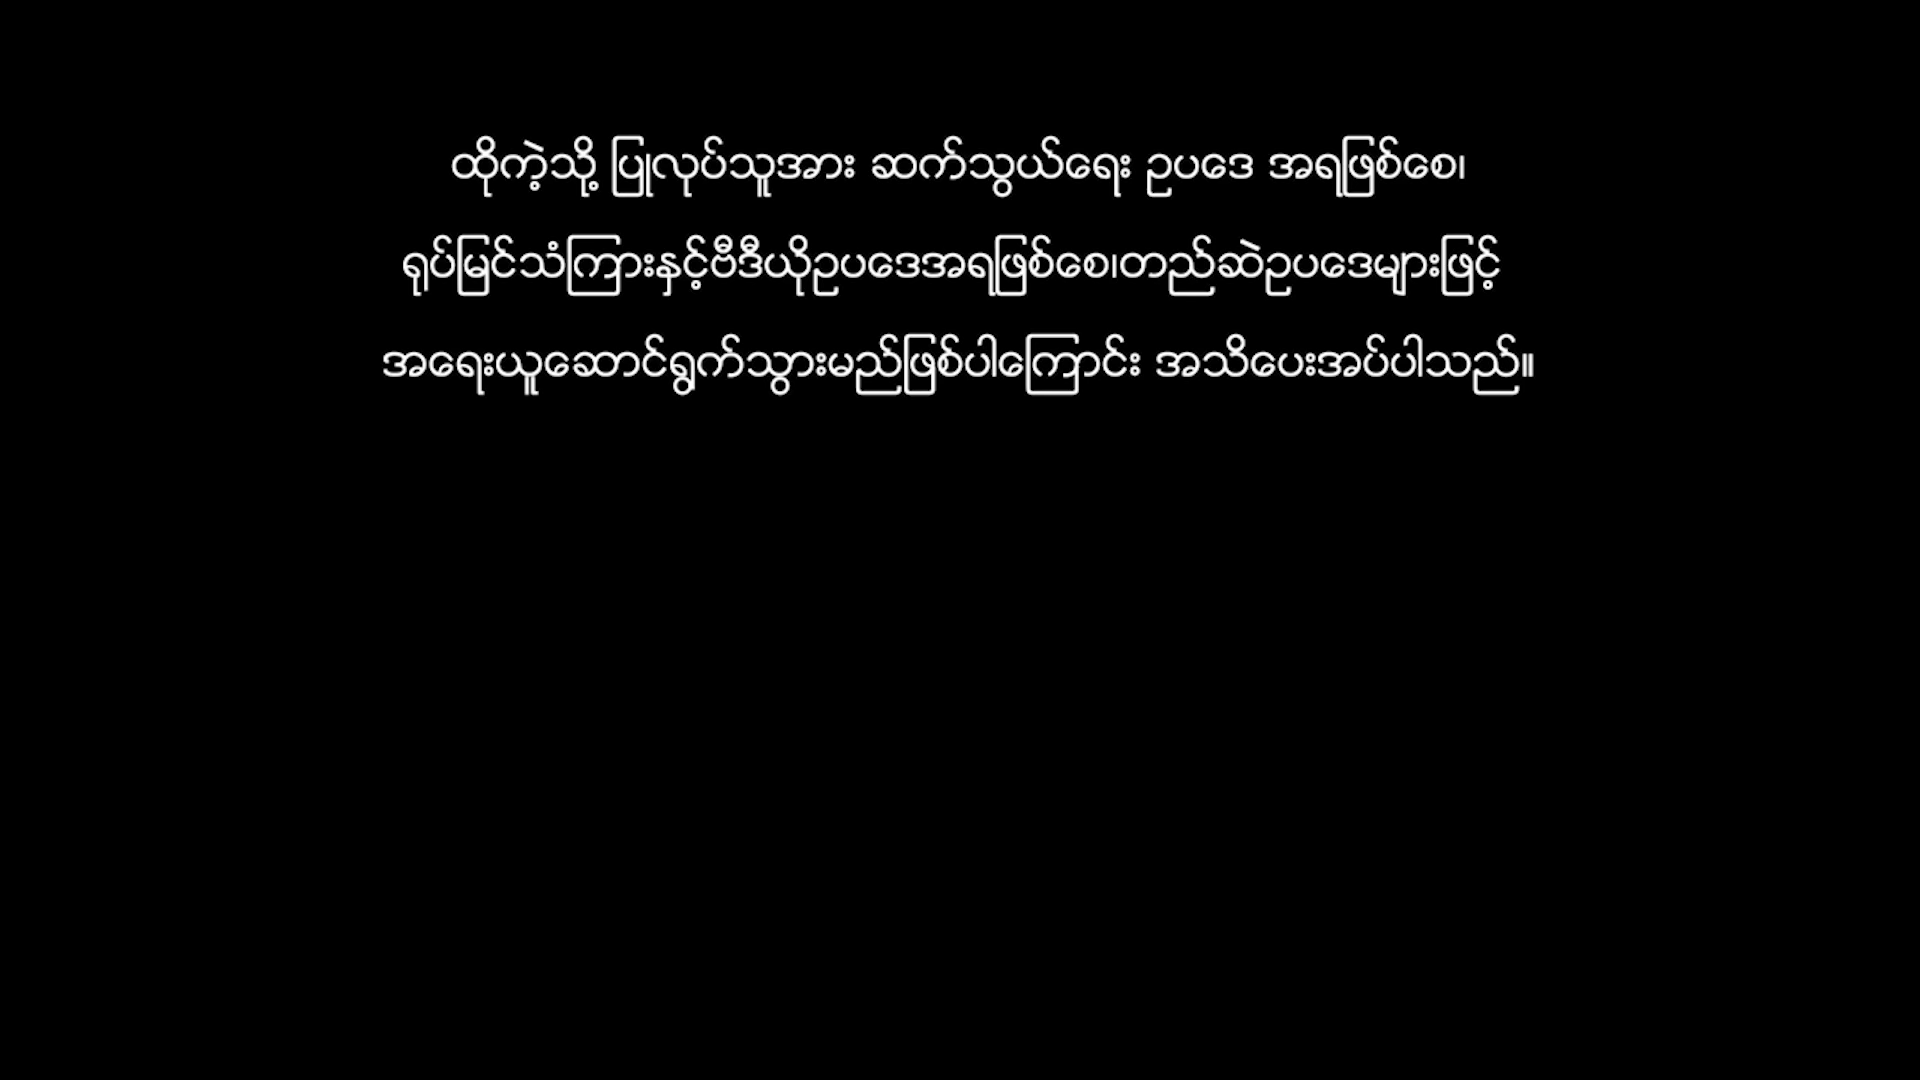 ထိုကဲ့သို့ ပြုလုပ်သူအား ဆက်သွယ်ရေး ဥပဒေ အရဖြစ်စေ၊
ရုပ်မြင်သံကြားနှင့်ဗီဒီယိုဥပဒေအရဖြစ်စေ၊တည်ဆဲဥပဒေများဖြင့်
အရေးယူဆောင်ရွက်သွားမည်ဖြစ်ပါကြောင်း အသိပေးအပ်ပါသည်။